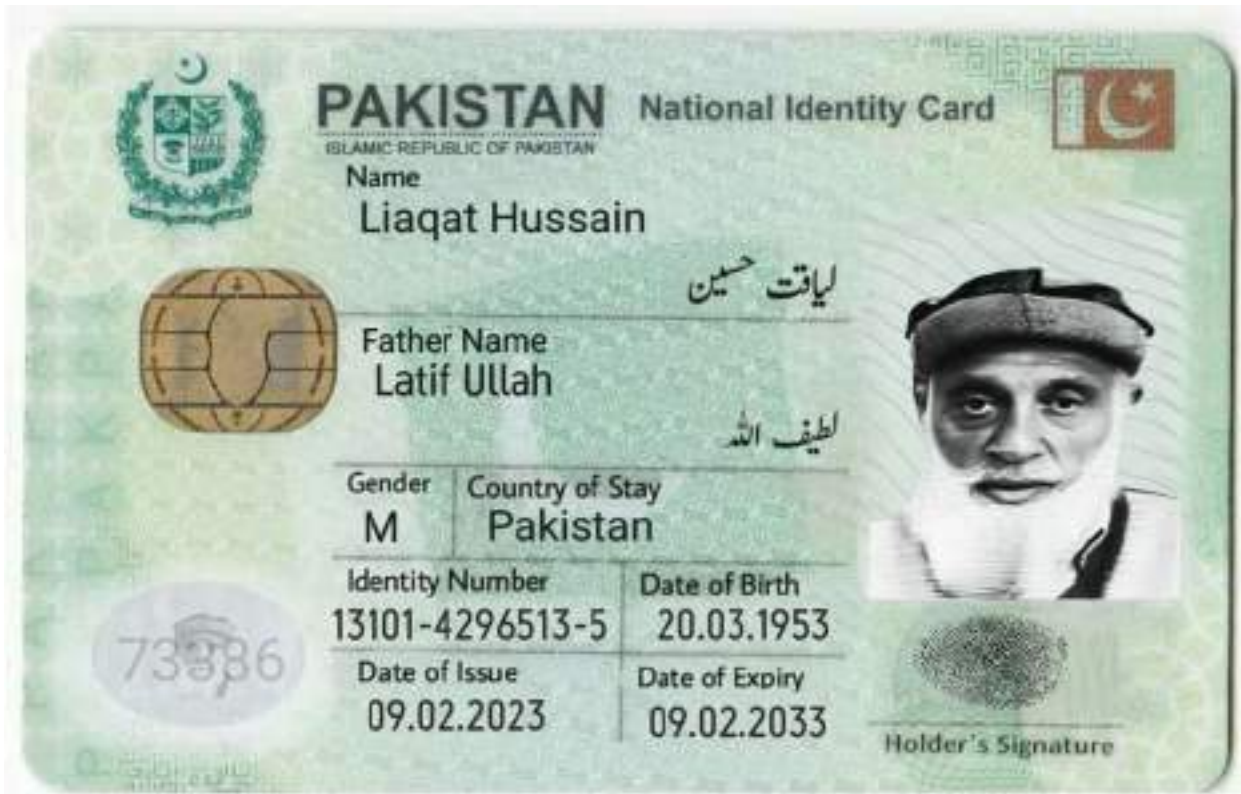 PAKISTAN National Identity Card
ISLAMIC REPUBLIC OF PAKISTAN
Name
Liaqat Hussain
لیاقت حسین
Father Name
Latif Ullah
لطیف اللہ
Gender Country of Stay
M Pakistan
Identity Number Date of Birth
13101-4296513-5 20.03.1953
Date of Issue Date of Expiry
09.02.2023 09.02.2033
Holder's Signature